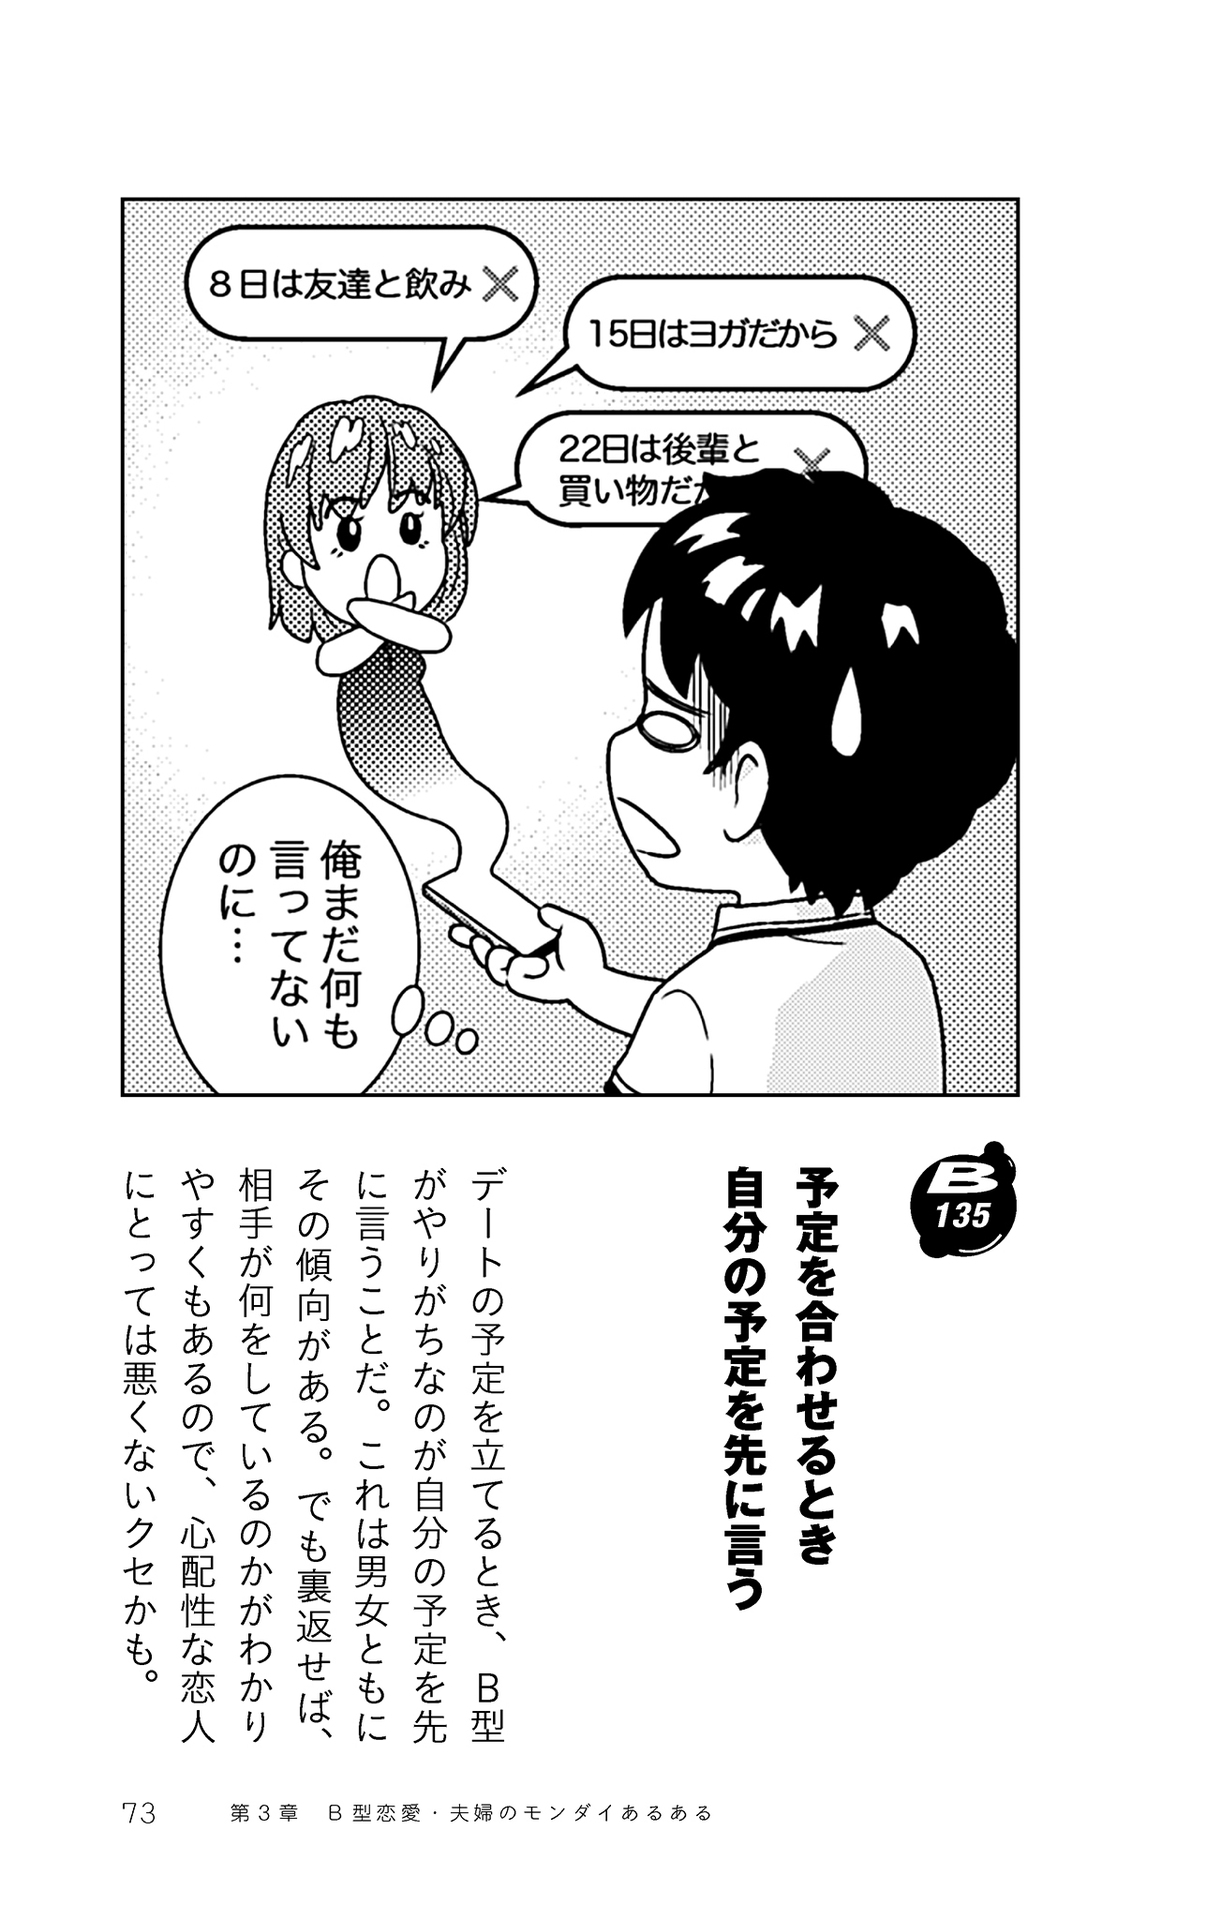 8日は友達と飲み ×
15日はヨガだから ×
22日は後輩と
買い物だか
×
俺まだ何も
言ってない
のに…
B
135
予定を合わせるとき
自分の予定を先に言う
デートの予定を立てるとき、B型
がやりがちなのが自分の予定を先
に言うことだ。これは男女ともに
その傾向がある。でも裏返せば、
相手が何をしているのかがわかり
やすくもあるので、心配性な恋人
にとっては悪くないクセかも。
73
第3章　B型恋愛・夫婦のモンダイあるある